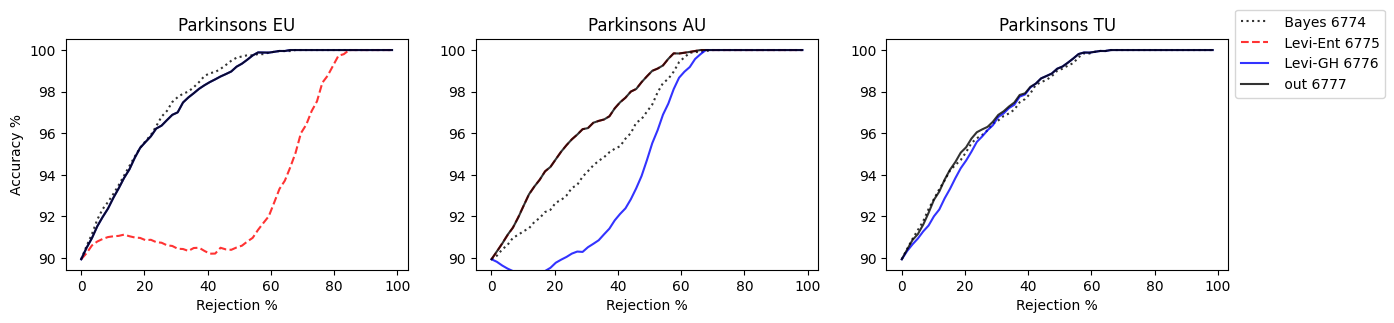 Parkinsons EU
Parkinsons AU
Parkinsons TU
Bayes 6774
Levi-Ent 6775
Levi-GH 6776
out 6777
Accuracy %
100
98
96
94
92
90
0 20 40 60 80 100
Rejection %
100
98
96
94
92
90
0 20 40 60 80 100
Rejection %
100
98
96
94
92
90
0 20 40 60 80 100
Rejection %